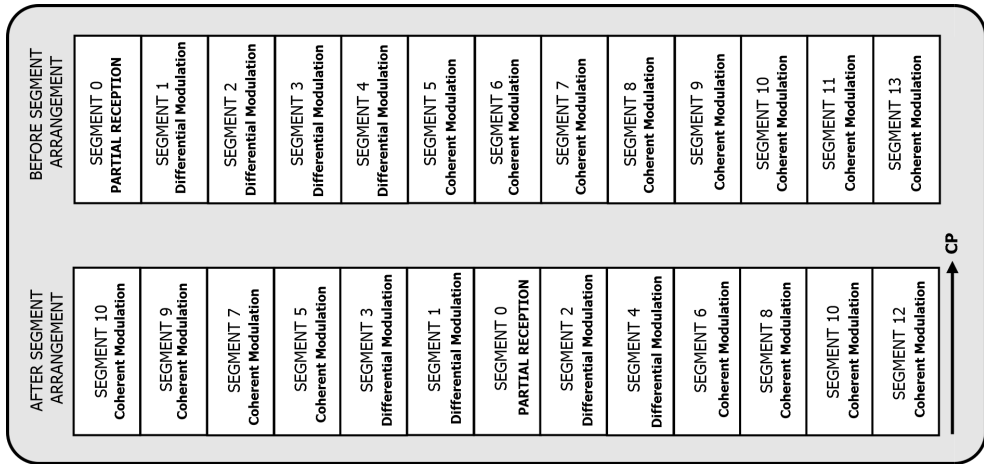 BEFORE SEGMENT
ARRANGEMENT
SEGMENT 0
PARTIAL RECEPTION
SEGMENT 1
Differential Modulation
SEGMENT 2
Differential Modulation
SEGMENT 3
Differential Modulation
SEGMENT 4
Differential Modulation
SEGMENT 5
Coherent Modulation
SEGMENT 6
Coherent Modulation
SEGMENT 7
Coherent Modulation
SEGMENT 8
Coherent Modulation
SEGMENT 9
Coherent Modulation
SEGMENT 10
Coherent Modulation
SEGMENT 11
Coherent Modulation
SEGMENT 13
Coherent Modulation
AFTER SEGMENT
ARRANGEMENT
SEGMENT 10
Coherent Modulation
SEGMENT 9
Coherent Modulation
SEGMENT 7
Coherent Modulation
SEGMENT 5
Coherent Modulation
SEGMENT 3
Differential Modulation
SEGMENT 1
Differential Modulation
SEGMENT 0
PARTIAL RECEPTION
SEGMENT 2
Differential Modulation
SEGMENT 4
Differential Modulation
SEGMENT 6
Coherent Modulation
SEGMENT 8
Coherent Modulation
SEGMENT 10
Coherent Modulation
SEGMENT 12
Coherent Modulation
CP